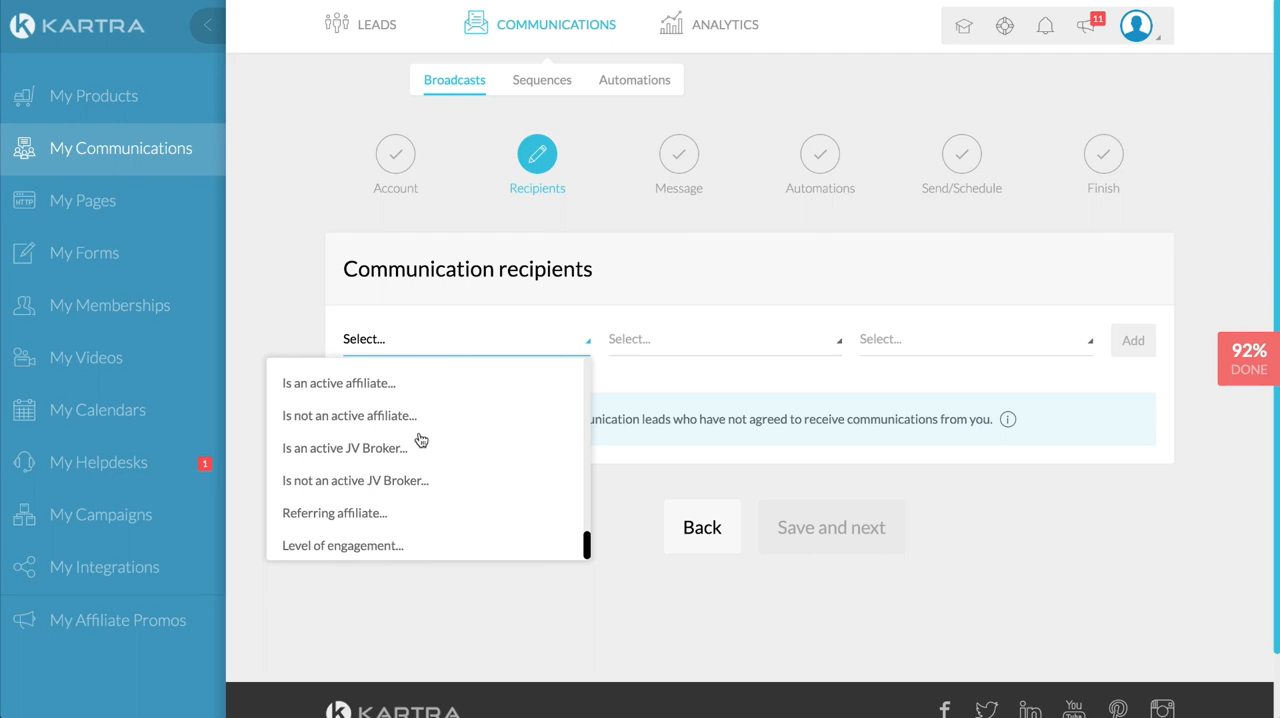 KARTRA
LEADS
COMMUNICATIONS
ANALYTICS
11
Broadcasts
Sequences
Automations
My Products
My Communications
HTTP
My Pages
My Forms
My Memberships
My Videos
My Calendars
My Helpdesks
1
My Campaigns
My Integrations
My Affiliate Promos
Account
Recipients
Message
Automations
Send/Schedule
Finish
Communication recipients
Select...
Select...
Select...
Add
Is an active affiliate...
Is not an active affiliate...
Is an active JV Broker...
Is not an active JV Broker...
Referring affiliate...
Level of engagement...
leads who have not agreed to receive communications from you.
92%
DONE
Back
Save and next
KARTRA
You